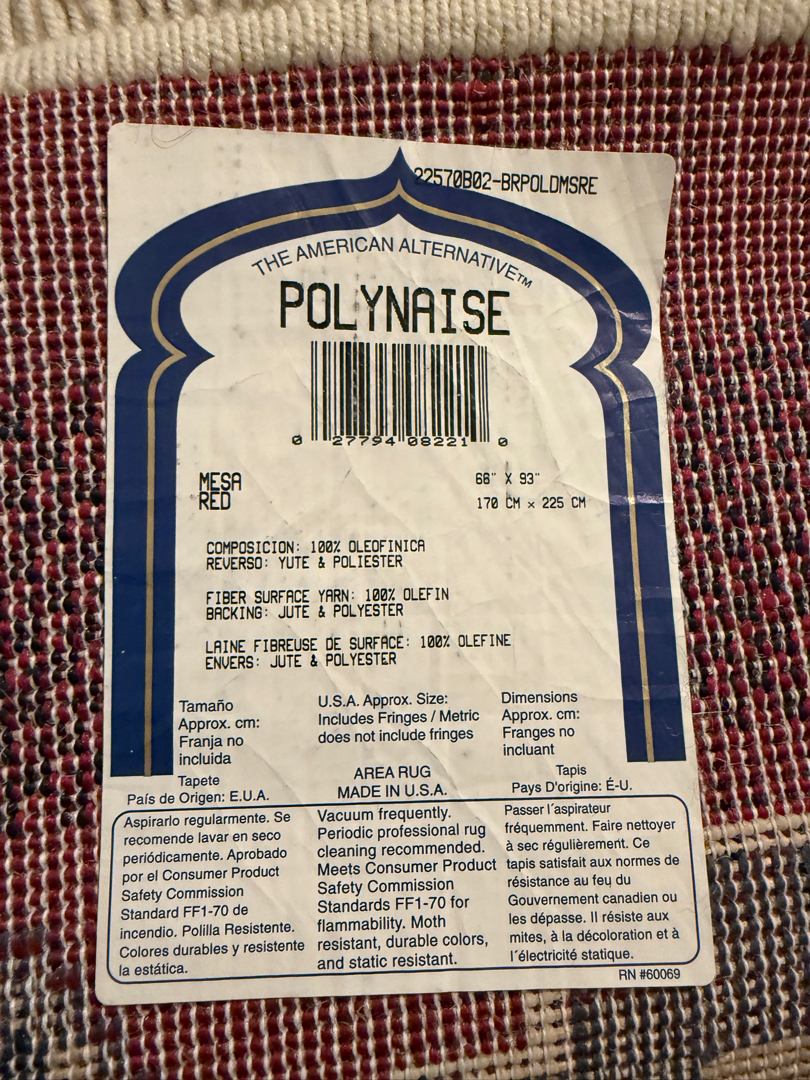 22570B02-BRPOLDMSRE
THE AMERICAN ALTERNATIVE™
POLYNAISE
0 27794 08221 0
MESA
RED
66" X 93"
170 CM x 225 CM
COMPOSICION: 100% OLEOFINICA
REVERSO: YUTE & POLIESTER
FIBER SURFACE YARN: 100% OLEFIN
BACKING: JUTE & POLYESTER
LAINE FIBREUSE DE SURFACE: 100% OLEFINE
ENVERS: JUTE & POLYESTER
Tamaño
Approx. cm:
Franja no
incluida
U.S.A. Approx. Size:
Includes Fringes / Metric
does not include fringes
Dimensions
Approx. cm:
Franges no
incluant
Tapete
País de Origen: E.U.A.
AREA RUG
MADE IN U.S.A.
Tapis
Pays D'origine: É-U.
Aspirarlo regularmente. Se
recomende lavar en seco
periódicamente. Aprobado
por el Consumer Product
Safety Commission
Standard FF1-70 de
incendio. Polilla Resistente.
Colores durables y resistente
la estática.
Vacuum frequently.
Periodic professional rug
cleaning recommended.
Meets Consumer Product
Safety Commission
Standards FF1-70 for
flammability. Moth
resistant, durable colors,
and static resistant.
Passer l´aspirateur
fréquemment. Faire nettoyer
à sec régulièrement. Ce
tapis satisfait aux normes de
résistance au feu du
Gouvernement canadien ou
les dépasse. Il résiste aux
mites, à la décoloration et à
l´électricité statique.
RN #60069